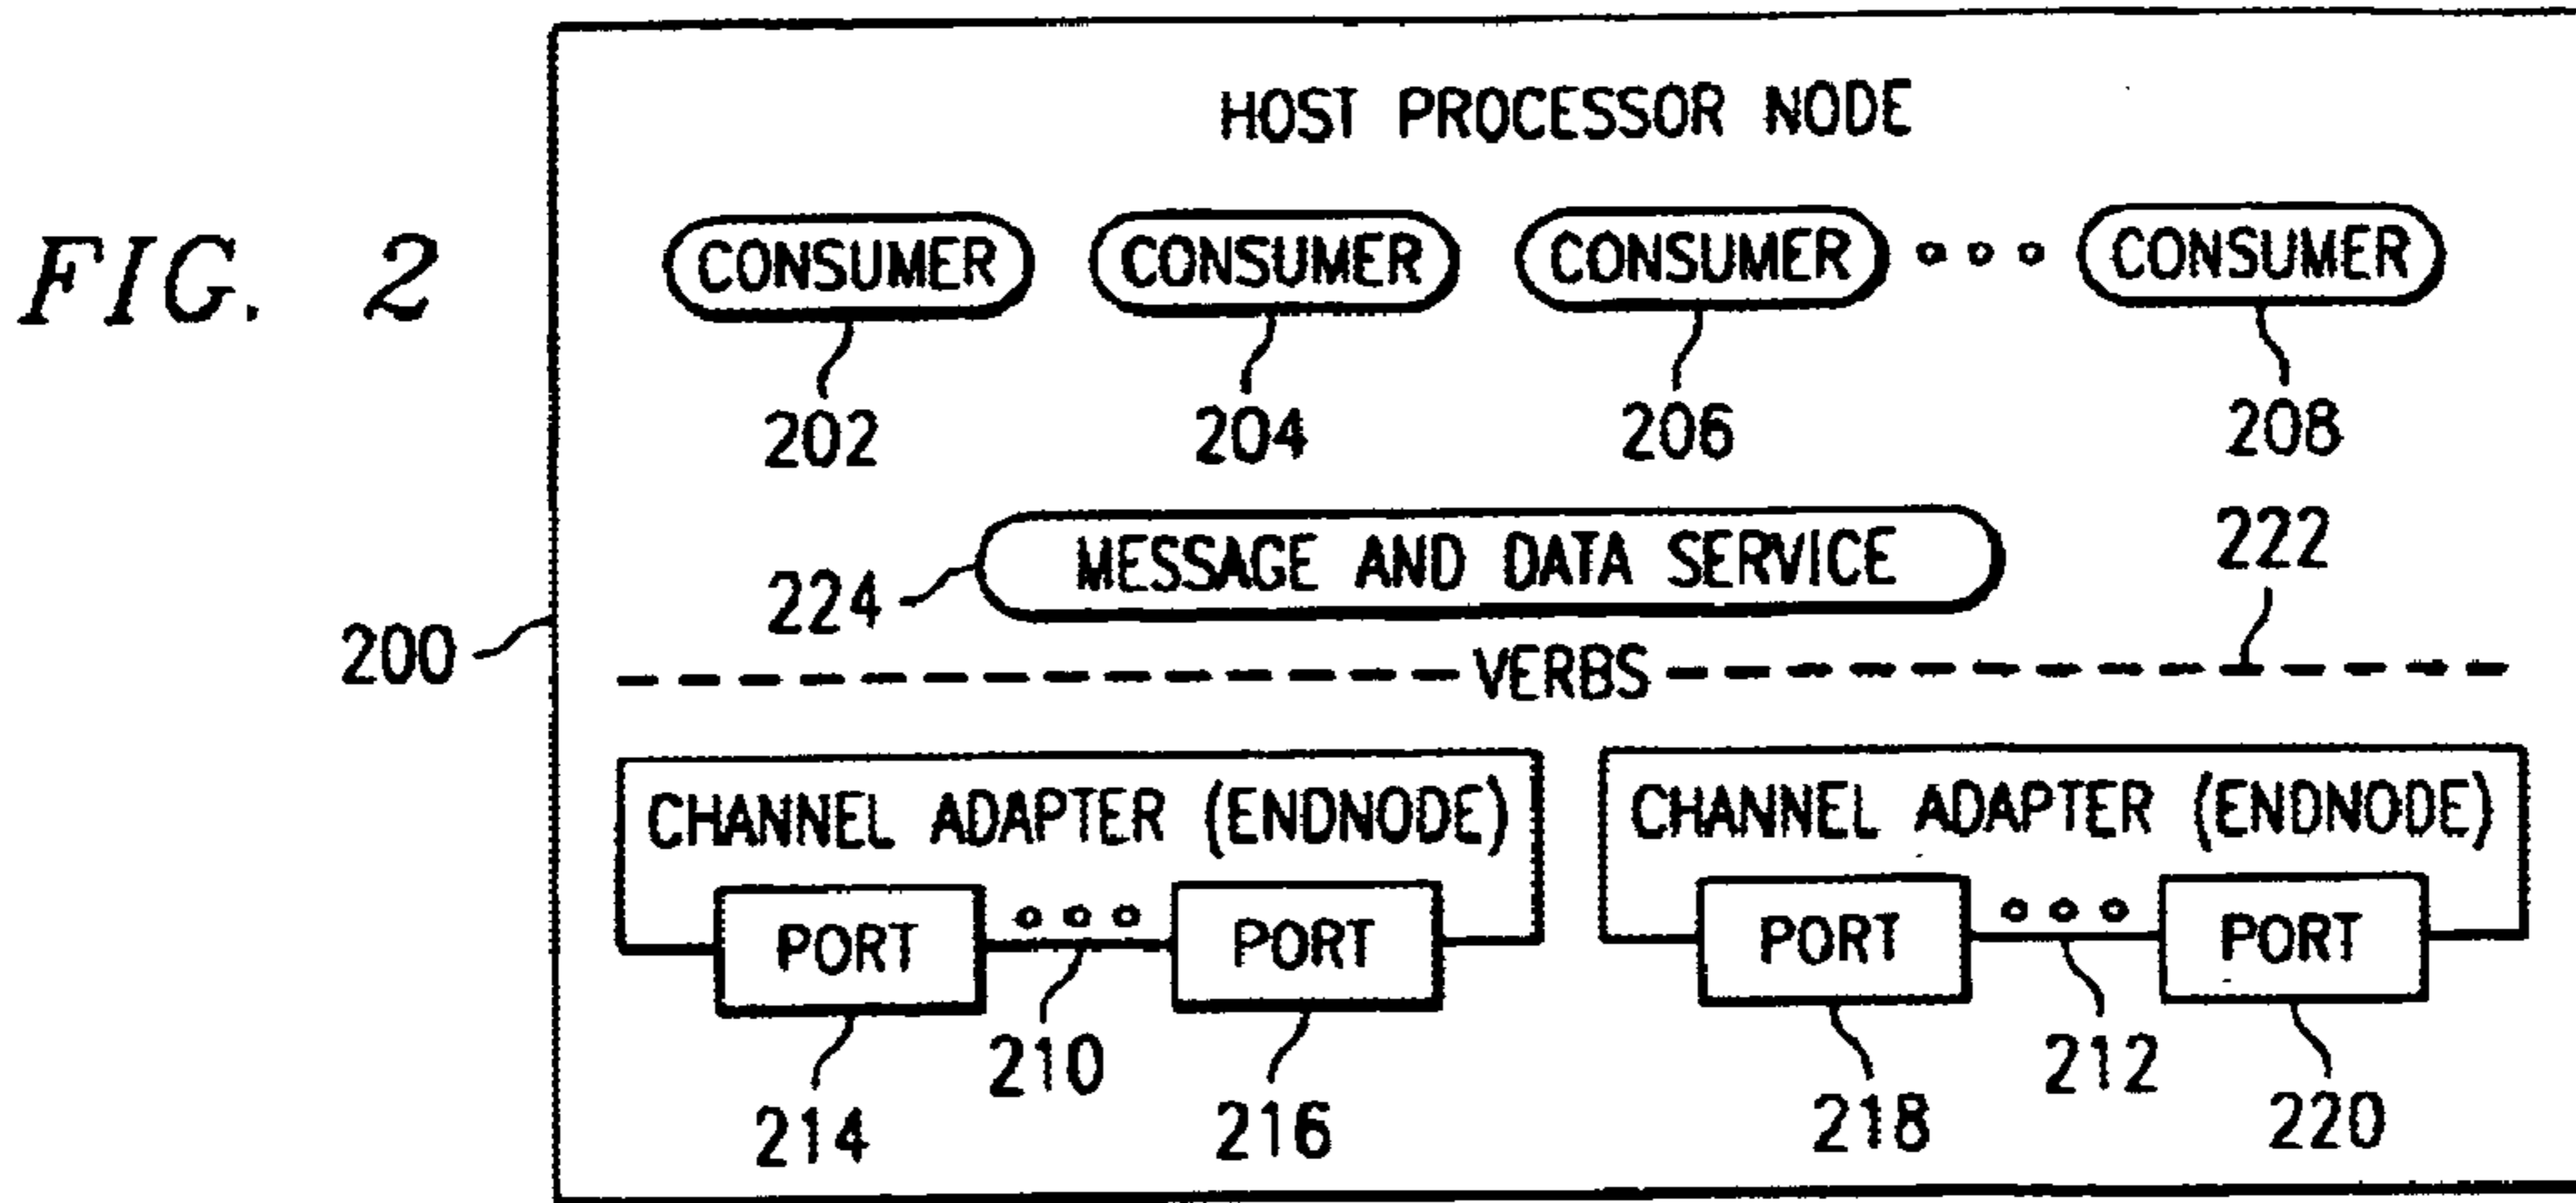 HOST PROCESSOR NODE
FIG. 2
CONSUMER CONSUMER CONSUMER CONSUMER
202 204 206 208
MESSAGE AND DATA SERVICE
222
224
200
VERBS
CHANNEL ADAPTER (ENDNODE) CHANNEL ADAPTER (ENDNODE)
PORT PORT PORT PORT
210 212
214 216 218 220